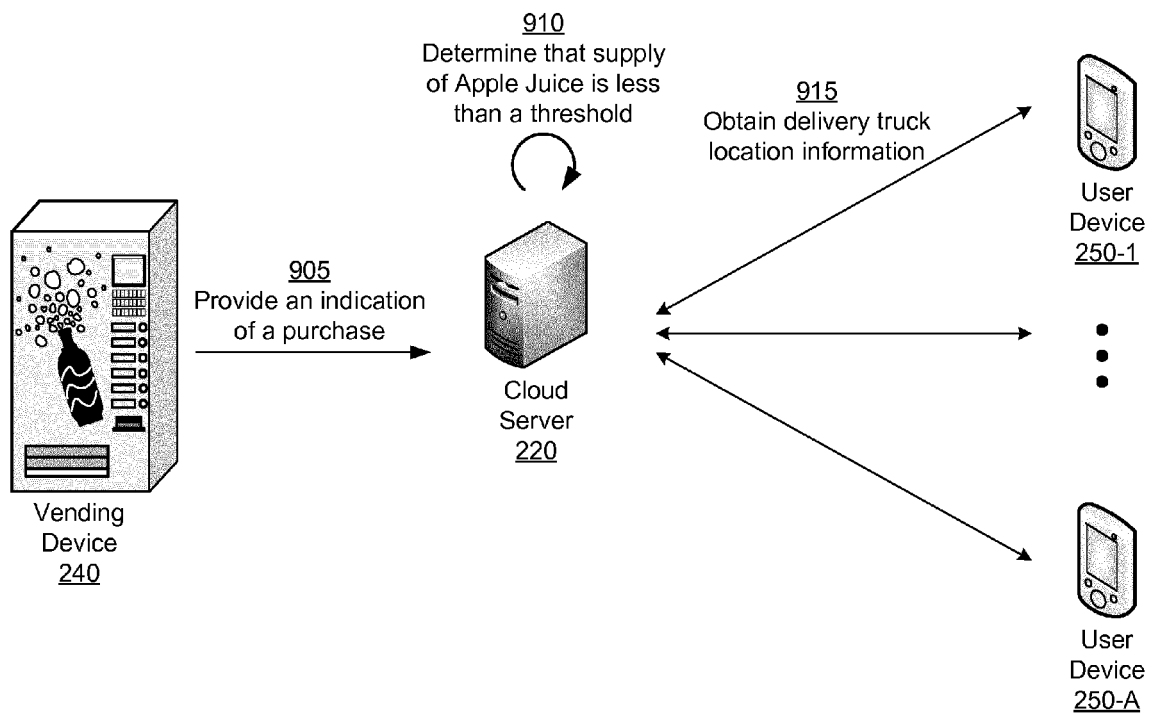 910
Determine that supply
of Apple Juice is less
than a threshold
915
Obtain delivery truck
location information
User
Device
250-1
905
Provide an indication
of a purchase
Cloud
Server
220
Vending
Device
240
User
Device
250-A